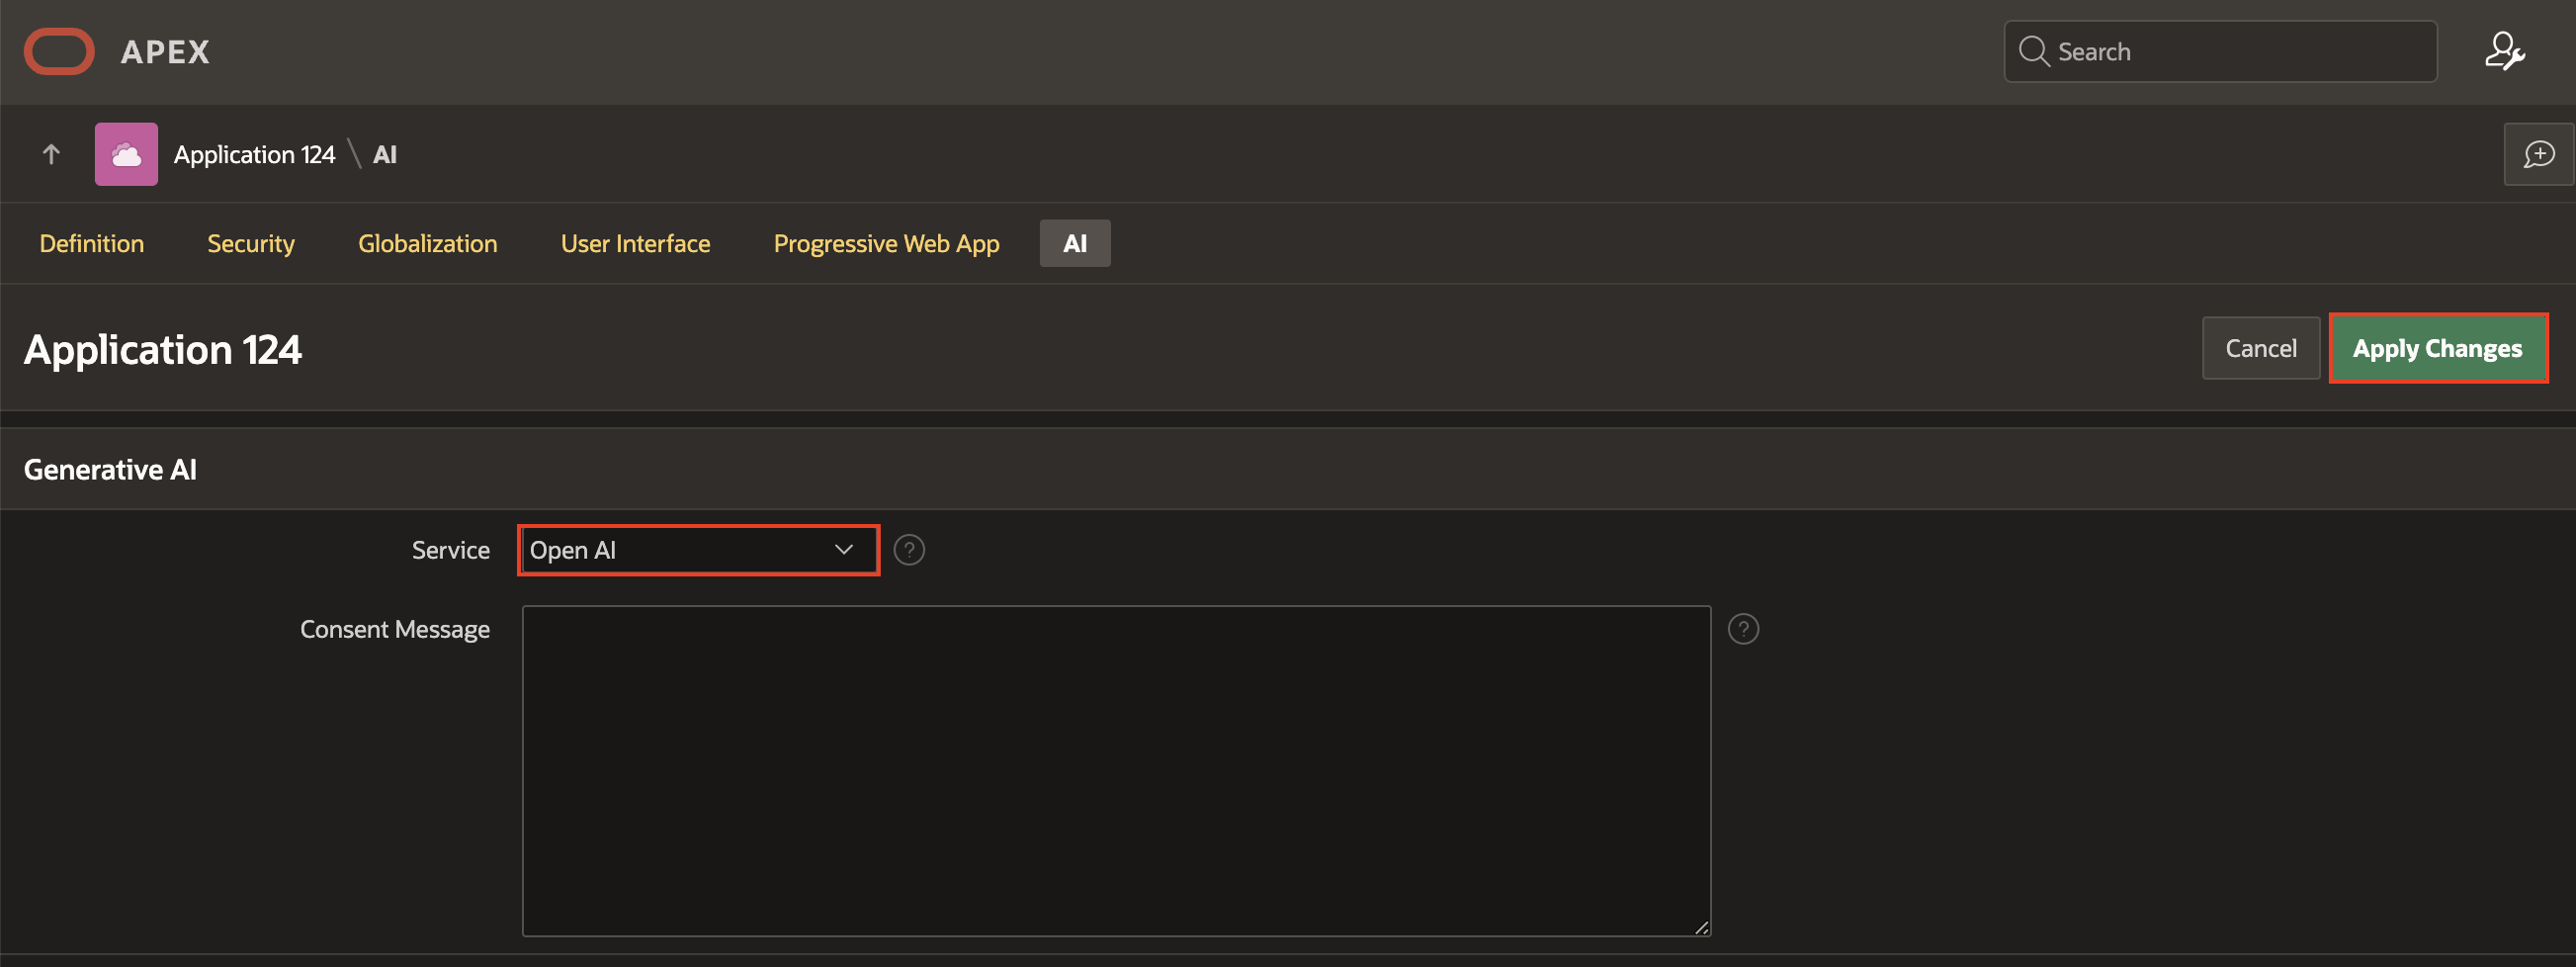 APEX Search
Application 124 \ AI
Definition Security Globalization User Interface Progressive Web App AI
Application 124 Cancel Apply Changes
Generative AI
Service Open AI ?
Consent Message ?